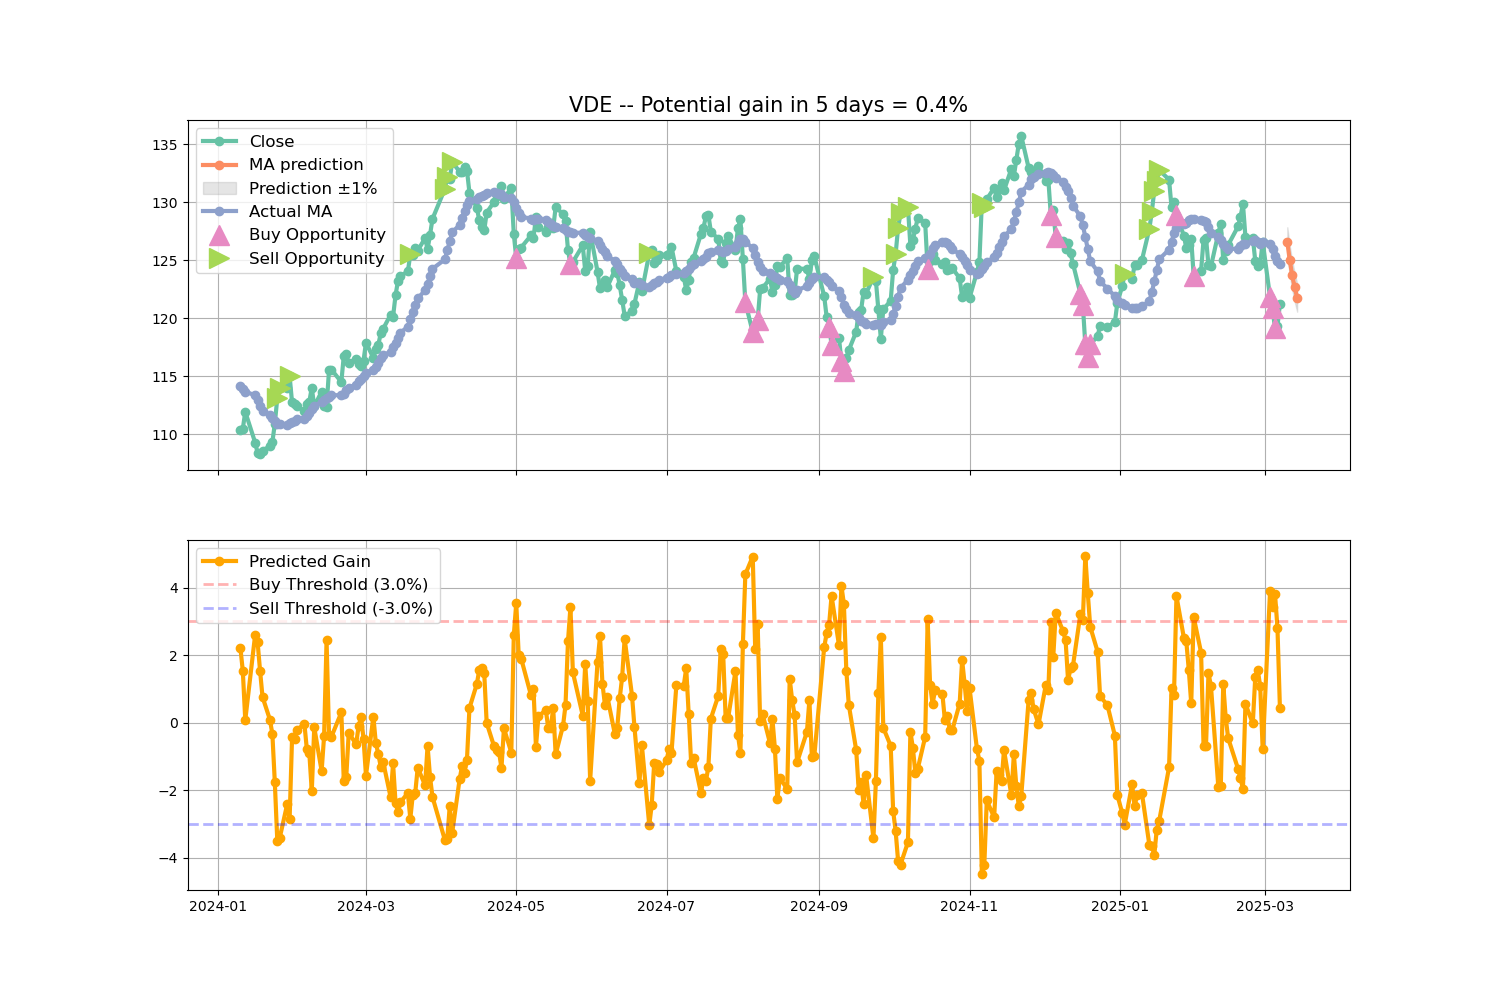 VDE -- Potential gain in 5 days = 0.4%
Close
MA prediction
Prediction ±1%
Actual MA
Buy Opportunity
Sell Opportunity
135
130
125
120
115
110
Predicted Gain
Buy Threshold (3.0%)
Sell Threshold (-3.0%)
4
2
0
−2
−4
2024-01 2024-03 2024-05 2024-07 2024-09 2024-11 2025-01 2025-03